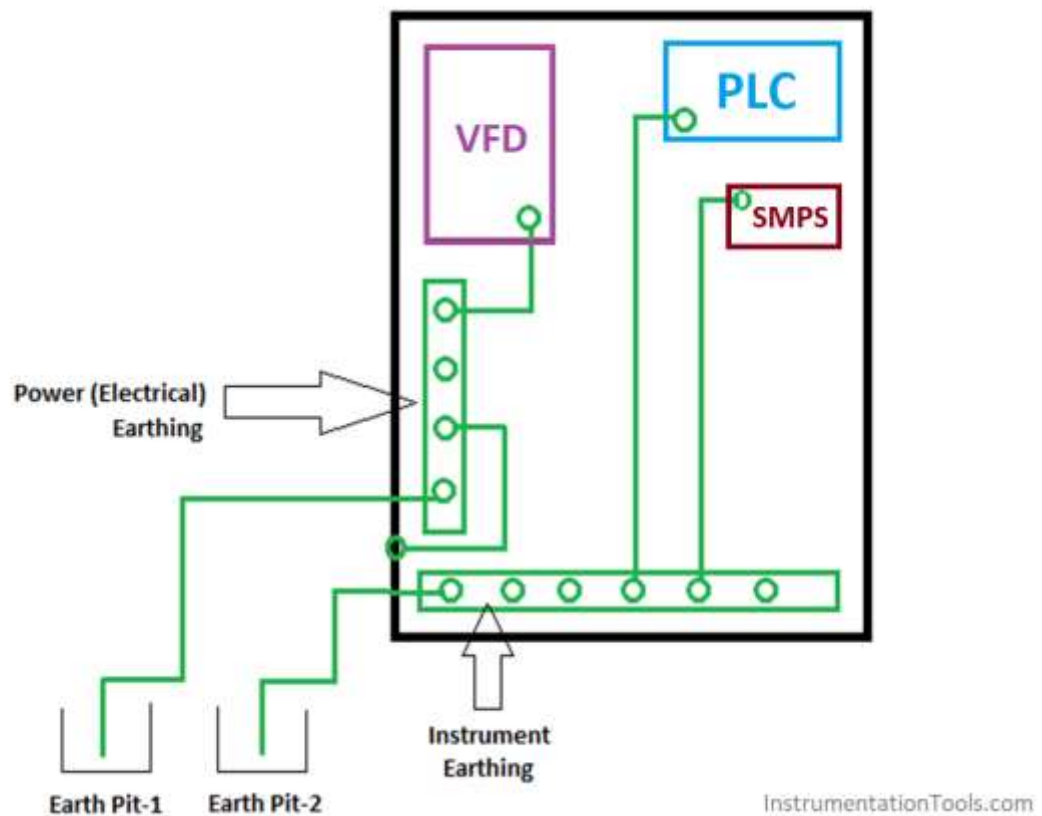 VFD
PLC
SMPS
Power (Electrical)
Earthing
Instrument
Earthing
Earth Pit-1
Earth Pit-2
InstrumentationTools.com